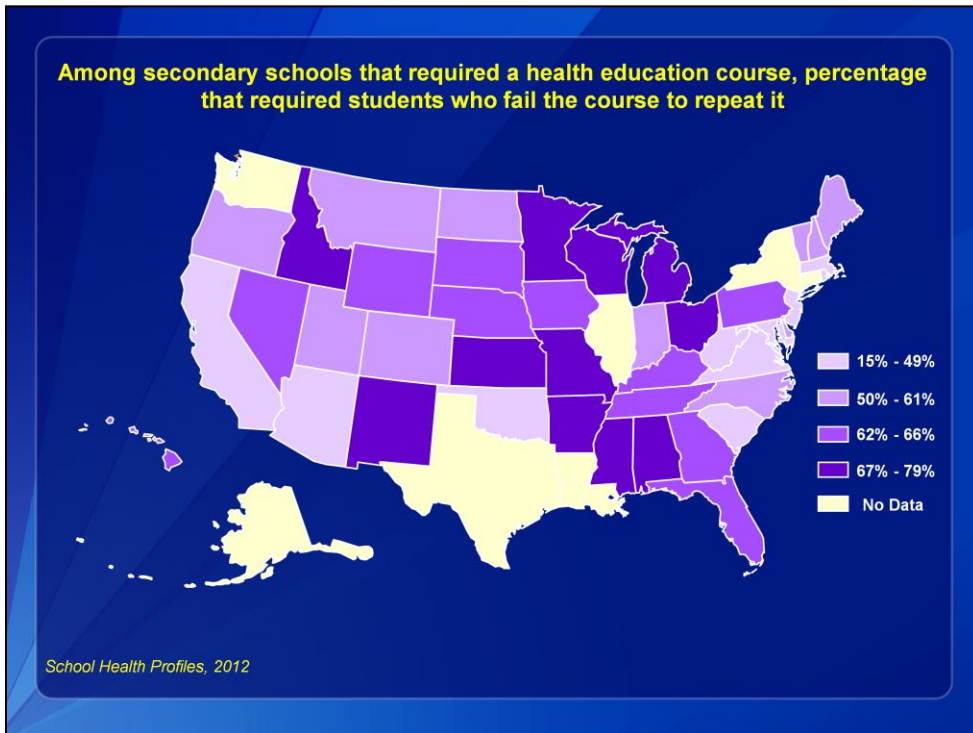 Among secondary schools that required a health education course, percentage
that required students who fail the course to repeat it
15% - 49%
50% - 61%
62% - 66%
67% - 79%
No Data
School Health Profiles, 2012